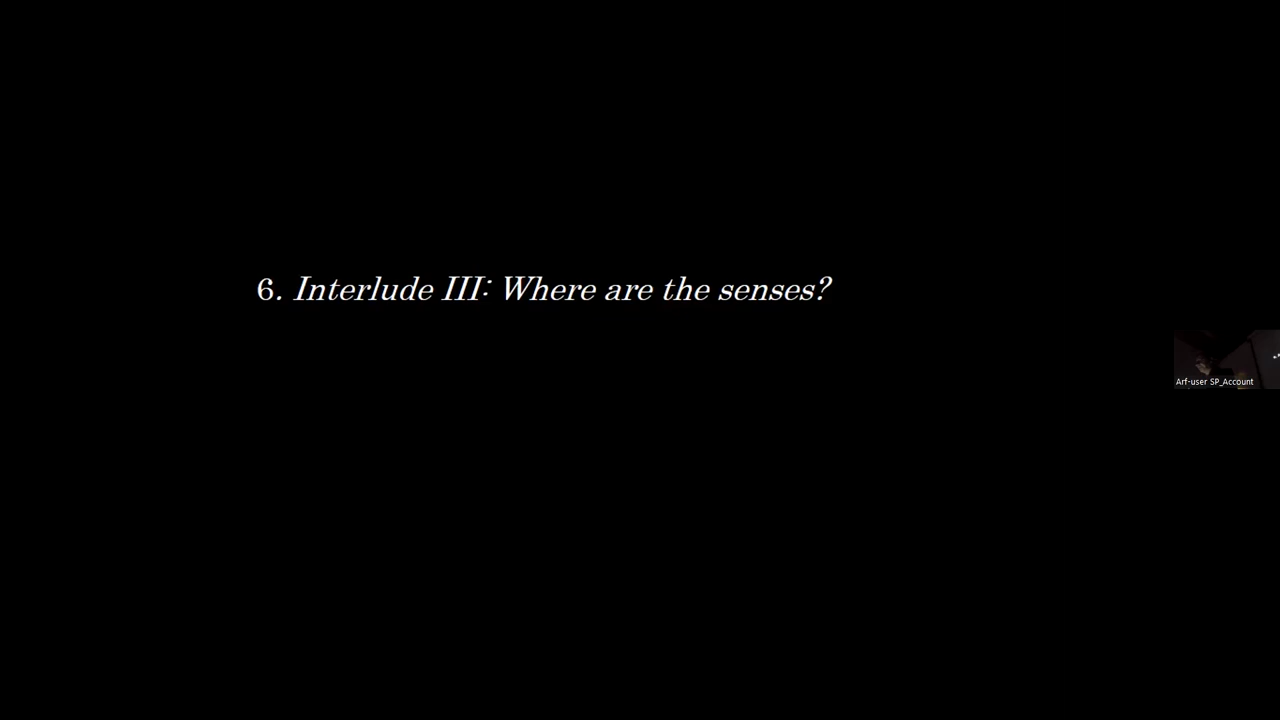 6. Interlude III: Where are the senses?
Arf-user SP_Account